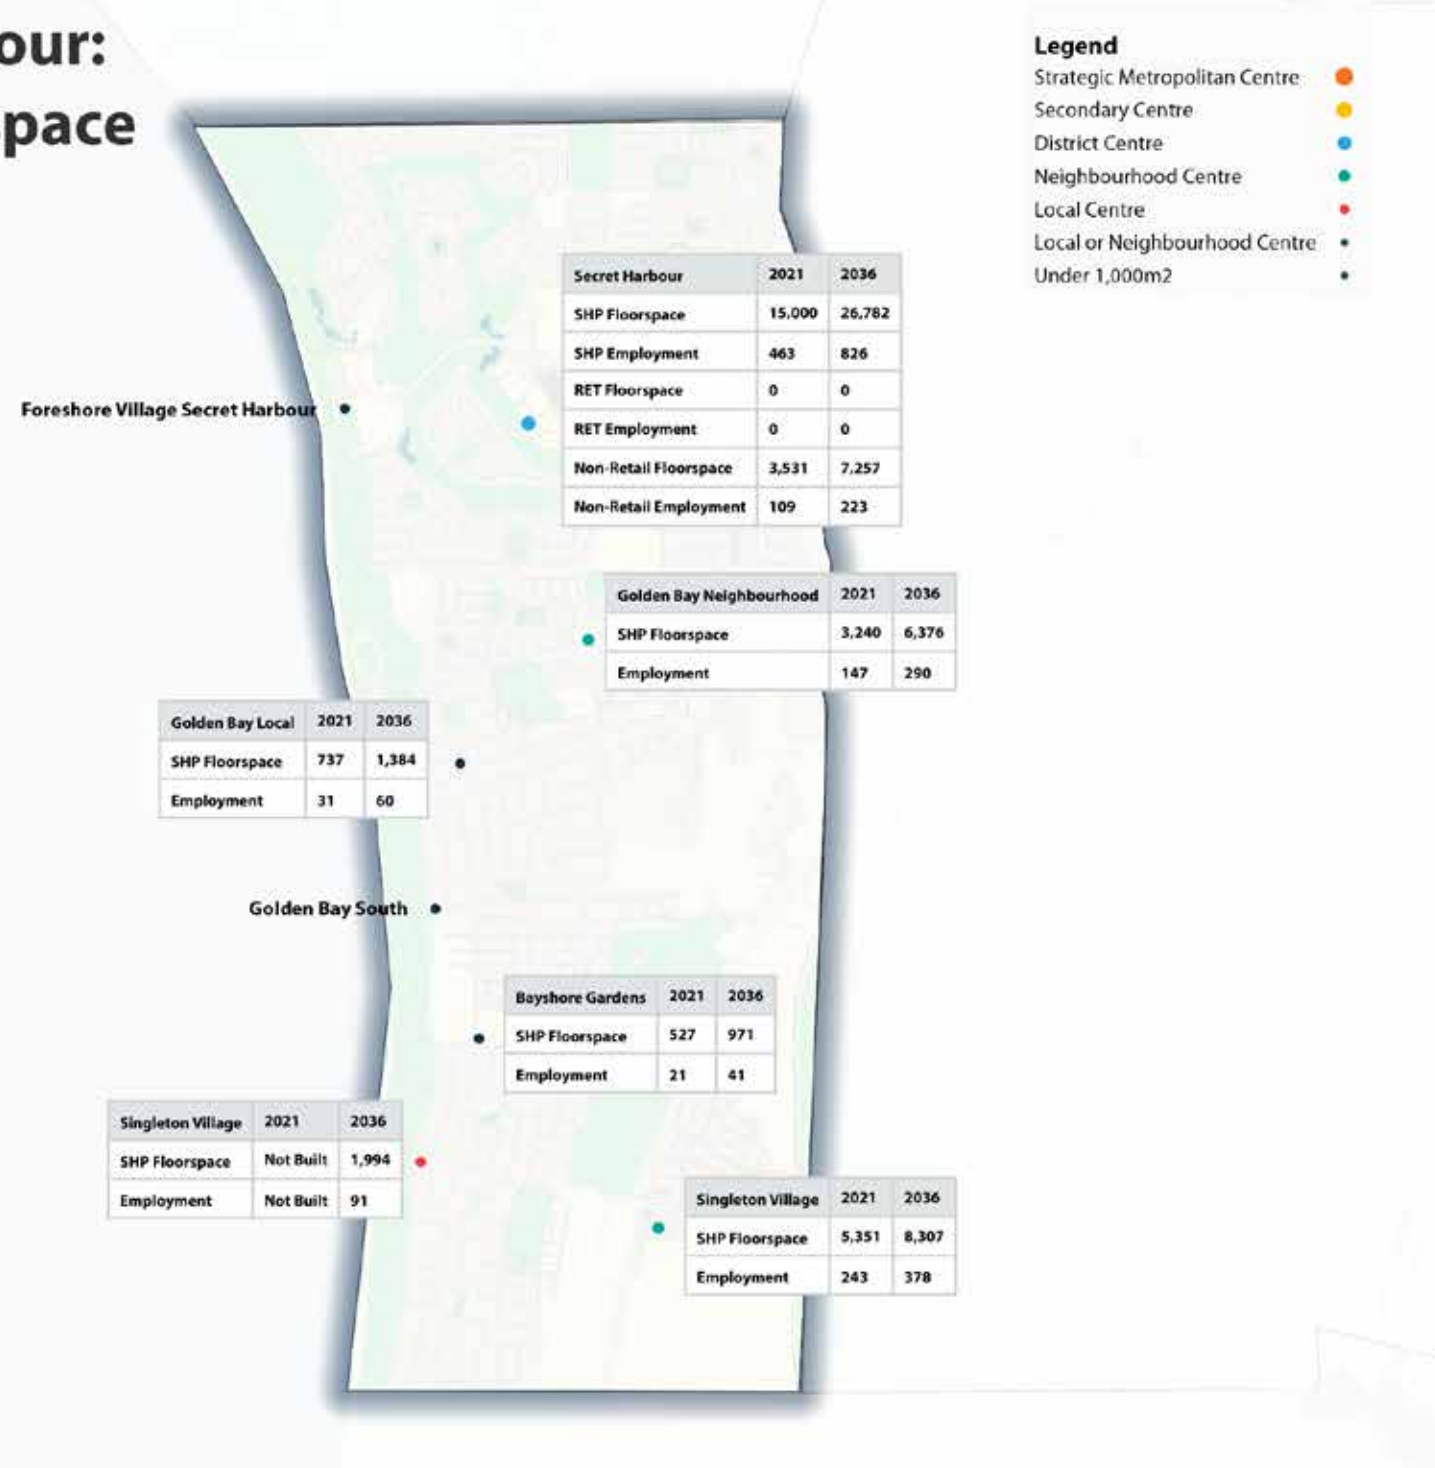 our:
space
Legend
Strategic Metropolitan Centre
Secondary Centre
District Centre
Neighbourhood Centre
Local Centre
Local or Neighbourhood Centre
Under 1,000m2
Secret Harbour 2021 2036
SHP Floorspace 15,000 26,782
SHP Employment 463 826
RET Floorspace 0 0
RET Employment 0 0
Non-Retail Floorspace 3,531 7,257
Non-Retail Employment 109 223
Foreshore Village Secret Harbour
Golden Bay Neighbourhood 2021 2036
SHP Floorspace 3,240 6,376
Employment 147 290
Golden Bay Local 2021 2036
SHP Floorspace 737 1,384
Employment 31 60
Golden Bay South
Bayshore Gardens 2021 2036
SHP Floorspace 527 971
Employment 21 41
Singleton Village 2021 2036
SHP Floorspace Not Built 1,994
Employment Not Built 91
Singleton Village 2021 2036
SHP Floorspace 5,351 8,307
Employment 243 378